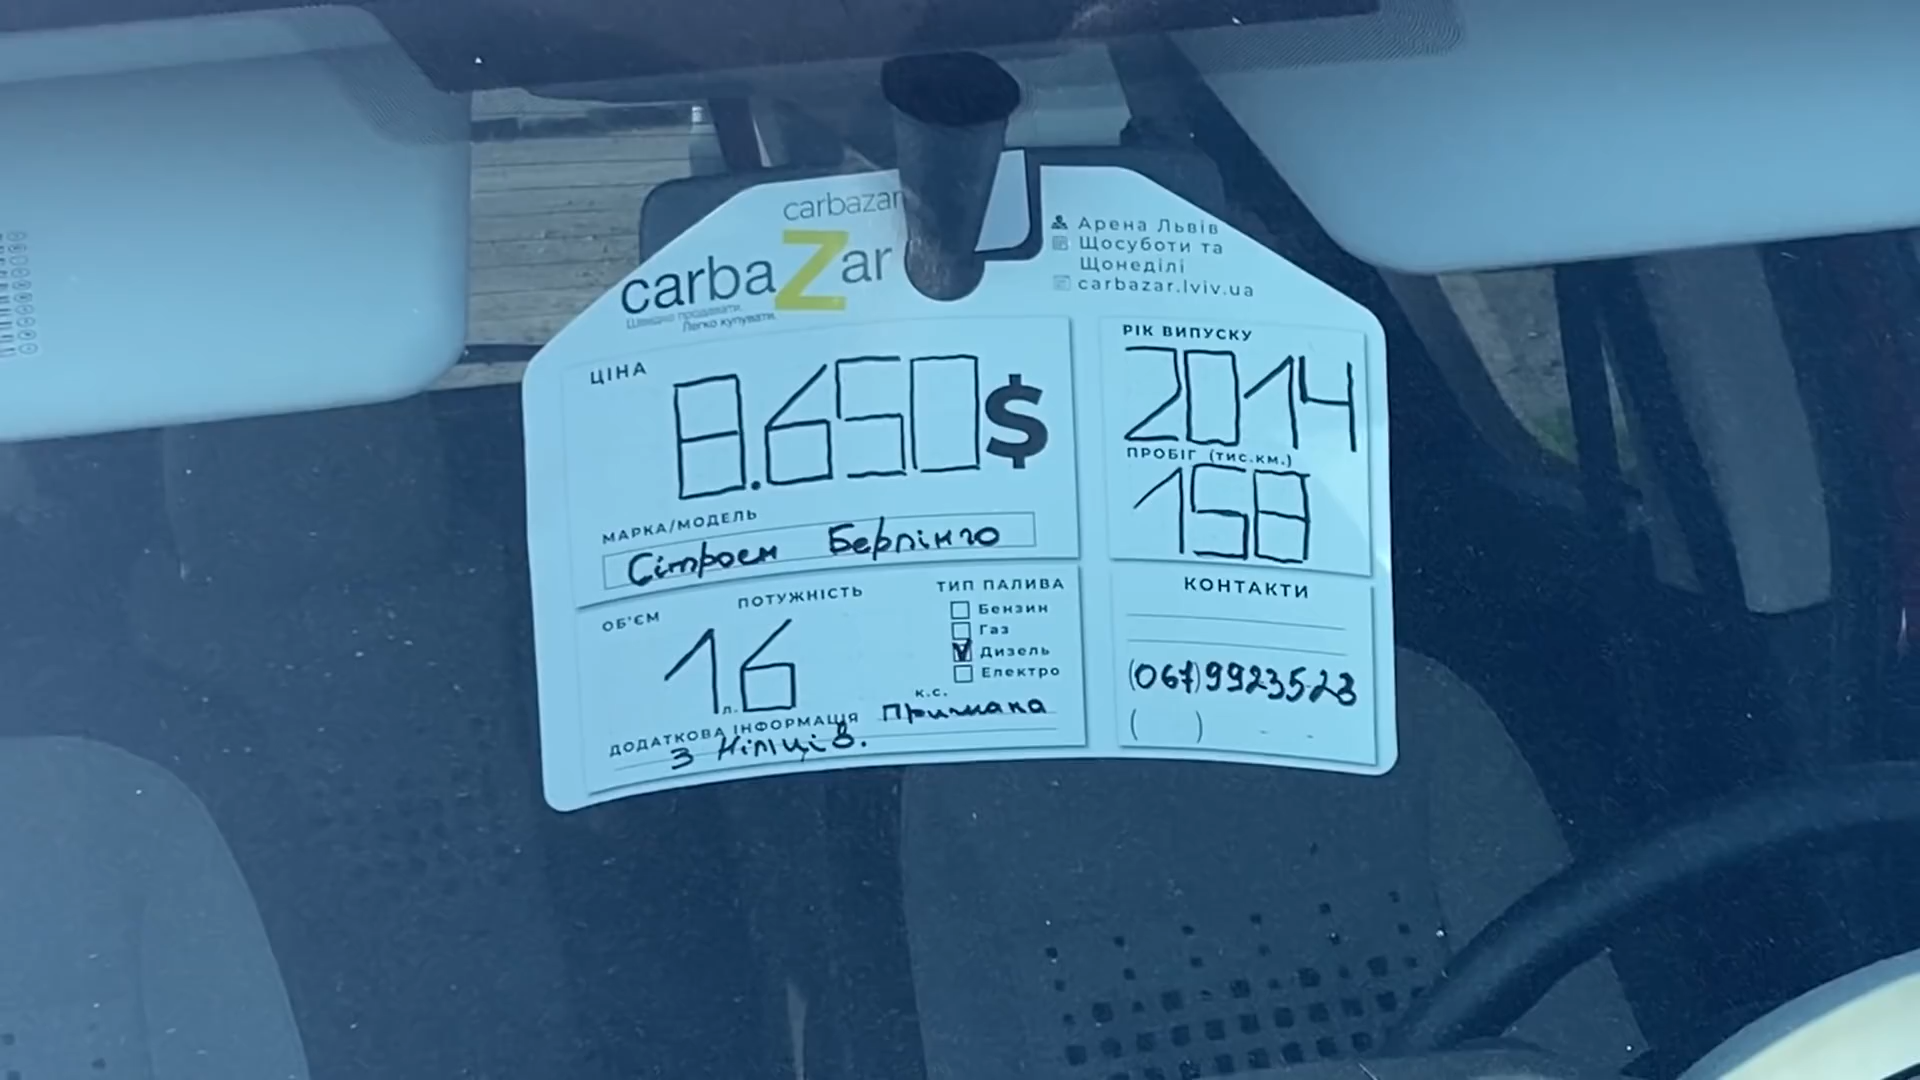 carbazar
carbaZar
Швидко продавати.
Легко купувати.
Арена Львів
Щосуботи та
Щонеділі
carbazar.lviv.ua
ЦІНА
8.650$
МАРКА/МОДЕЛЬ
Сітроен Берлінго
РІК ВИПУСКУ
2014
ПРОБІГ (ТИС.КМ.)
158
ОБ'ЄМ
1.6 л.
ПОТУЖНІСТЬ
к.с.
ТИП ПАЛИВА
Бензин
Газ
Дизель
Електро
ДОДАТКОВА ІНФОРМАЦІЯ Пригнана
з Німців.
КОНТАКТИ
(067)9923523
( ) - -